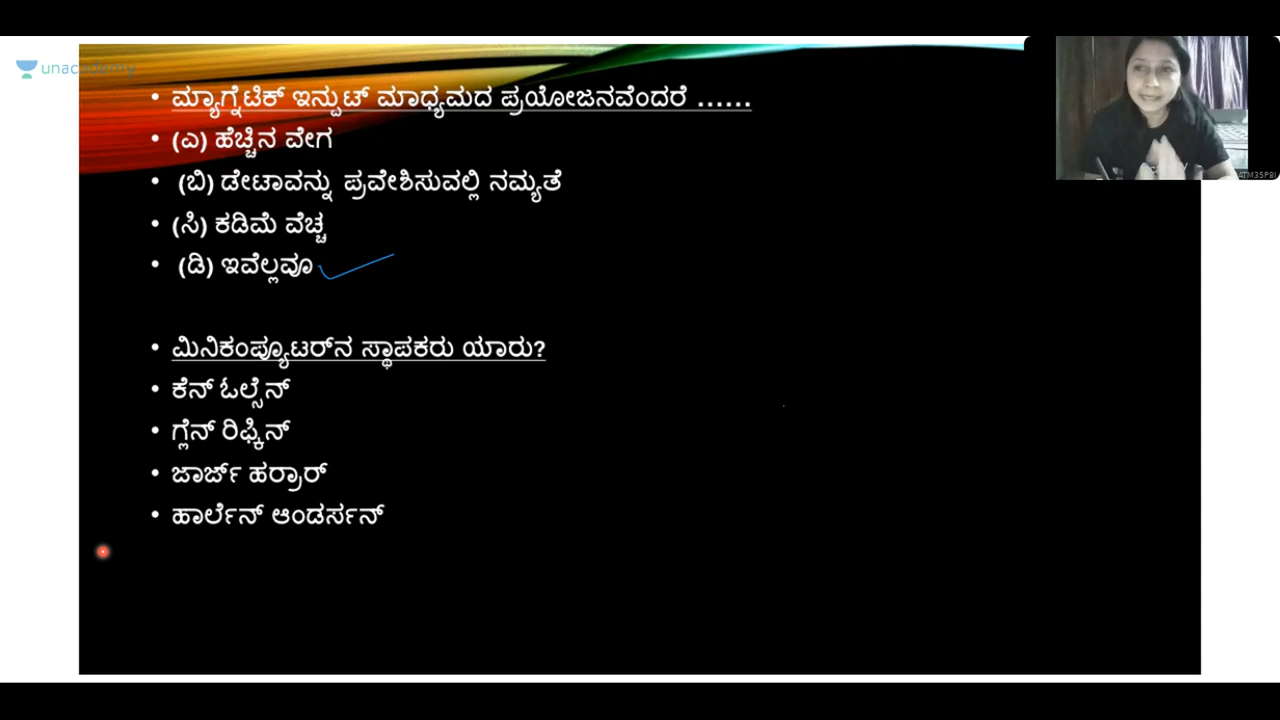 unacademy
• ಮ್ಯಾಗ್ನೆಟಿಕ್ ಇನ್ಪುಟ್ ಮಾಧ್ಯಮದ ಪ್ರಯೋಜನವೆಂದರೆ ......
• (ಎ) ಹೆಚ್ಚಿನ ವೇಗ
• (ಬಿ) ಡೇಟಾವನ್ನು ಪ್ರವೇಶಿಸುವಲ್ಲಿ ನಮ್ಯತೆ
• (ಸಿ) ಕಡಿಮೆ ವೆಚ್ಚ
• (ಡಿ) ಇವೆಲ್ಲವೂ
• ಮಿನಿಕಂಪ್ಯೂಟರ್‌ನ ಸ್ಥಾಪಕರು ಯಾರು?
• ಕೆನ್ ಓಲ್ಸೆನ್
• ಗ್ಲೆನ್ ರಿಫ್ಕಿನ್
• ಜಾರ್ಜ್ ಹರ್ರಾರ್
• ಹಾರ್ಲೆನ್ ಆಂಡರ್ಸನ್